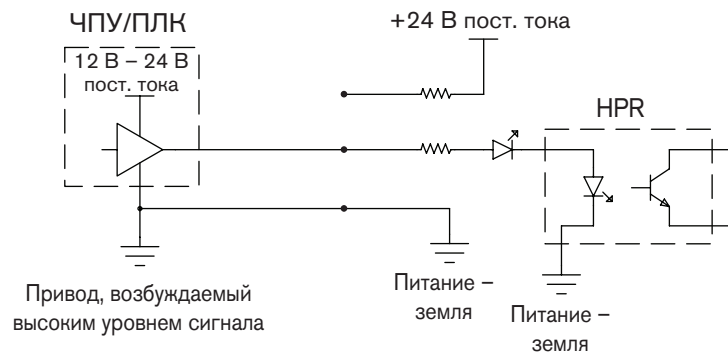 ЧПУ/ПЛК
12 В – 24 В
пост. тока
+24 В пост. тока
HPR
Привод, возбуждаемый
высоким уровнем сигнала
Питание –
земля
Питание –
земля